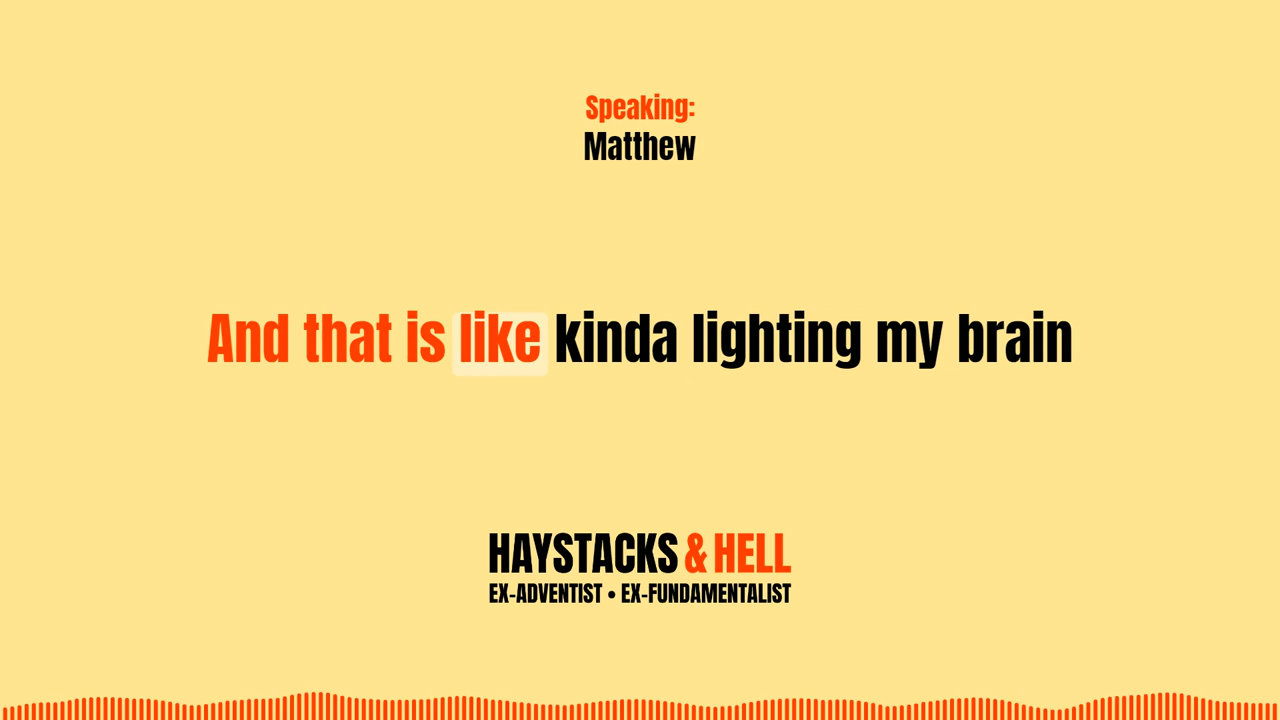 Speaking:
Matthew
And that is like kinda lighting my brain
HAYSTACKS & HELL
EX-ADVENTIST • EX-FUNDAMENTALIST